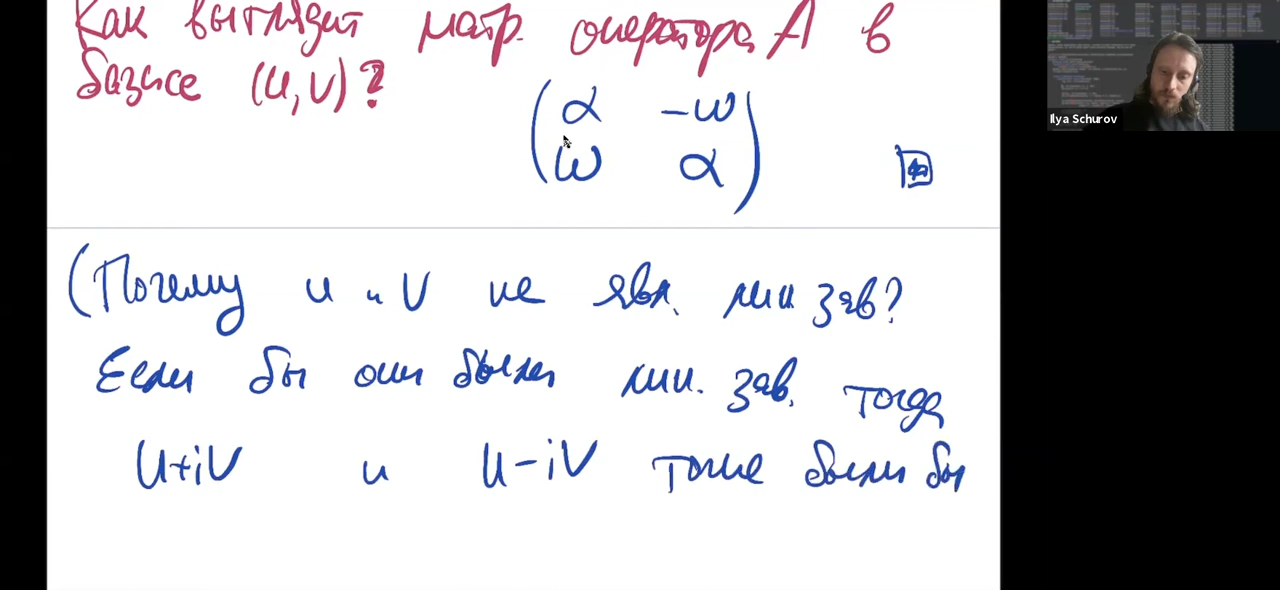 Как выглядит матр. оператора A в
базисе (u, v)?
α -ω
ω α
(Почему u и v не явл. лин зав?
Если бы они были лин. зав. тогда
u+iv и u-iv тоже были бы
Ilya Schurov